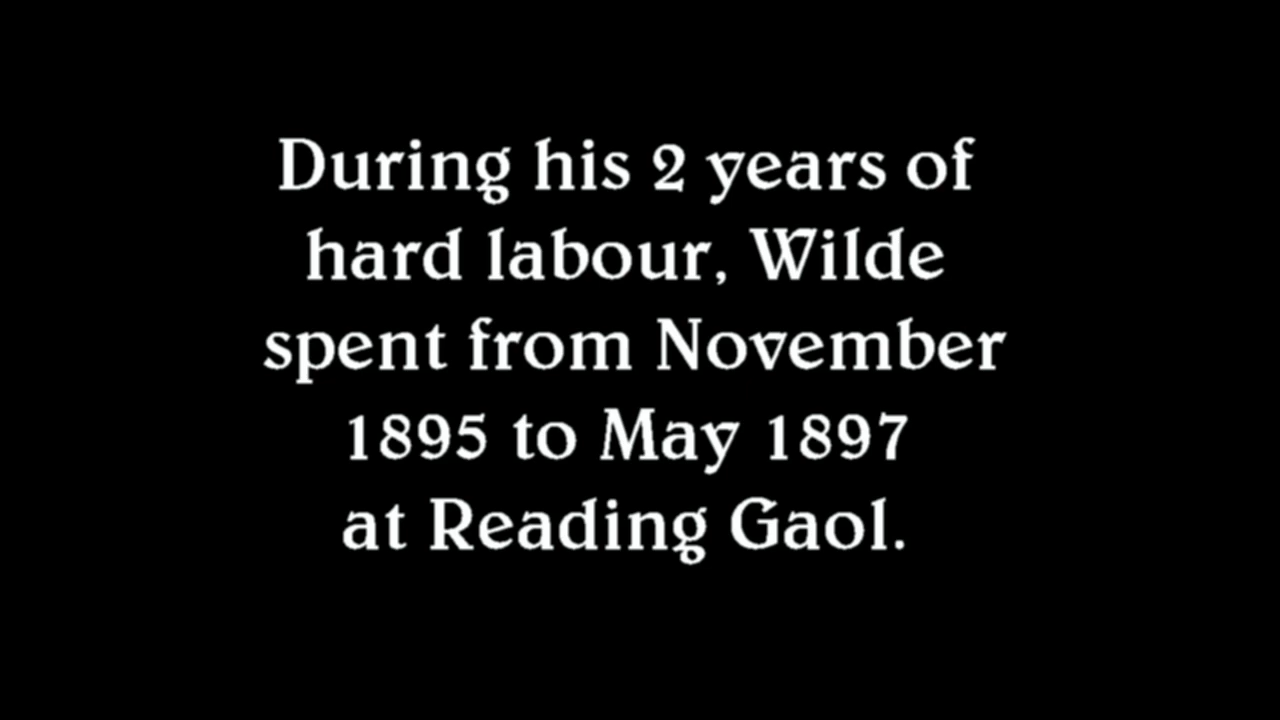 During his 2 years of
hard labour, Wilde
spent from November
1895 to May 1897
at Reading Gaol.